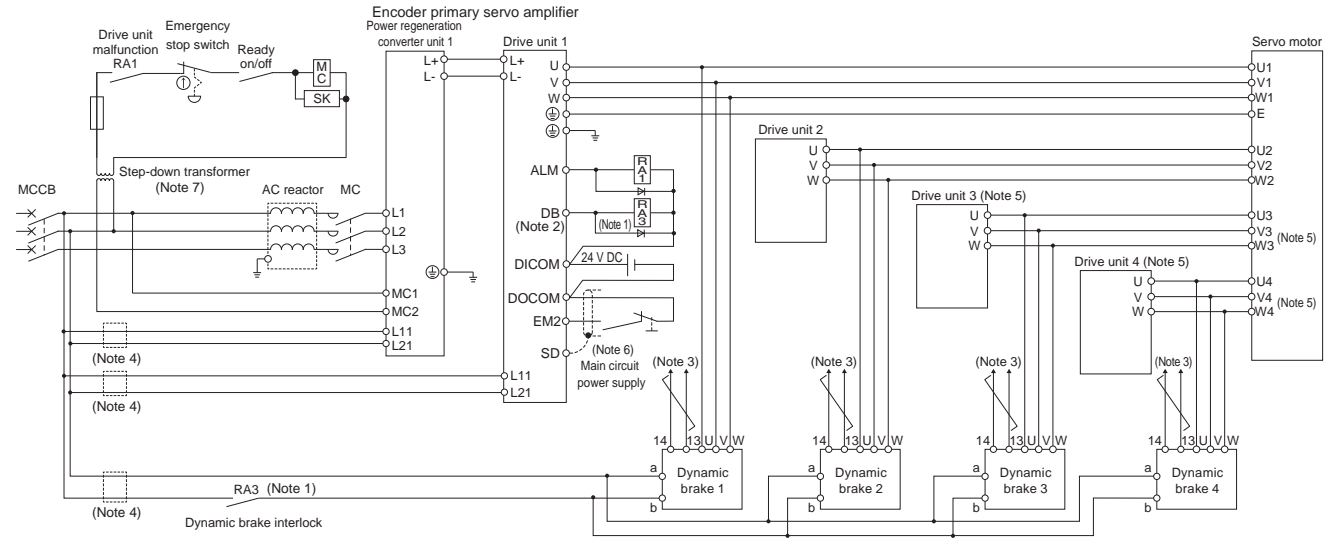 Encoder primary servo amplifier
Drive unit
malfunction
RA1
Emergency
stop switch
Ready
on/off
M
C
SK
Power regeneration
converter unit 1
L+
L-
Drive unit 1
L+
L-
U
V
W
Servo motor
U1
V1
W1
E
Drive unit 2
U
V
W
U2
V2
W2
Drive unit 3 (Note 5)
U
V
W
U3
V3
W3
(Note 5)
Drive unit 4 (Note 5)
U
V
W
U4
V4
W4
(Note 5)
Step-down transformer
(Note 7)
MCCB
AC reactor
MC
L1
L2
L3
MC1
MC2
L11
L21
ALM
R
A
1
DB
(Note 2)
(Note 1)
R
A
3
DICOM
24 V DC
DOCOM
EM2
SD
(Note 6)
Main circuit
power supply
L11
L21
(Note 4)
(Note 4)
(Note 4)
RA3 (Note 1)
Dynamic brake interlock
(Note 3)
14 13 U V W
a
b
Dynamic
brake 1
(Note 3)
14 13 U V W
a
b
Dynamic
brake 2
(Note 3)
14 13 U V W
a
b
Dynamic
brake 3
(Note 3)
14 13 U V W
a
b
Dynamic
brake 4